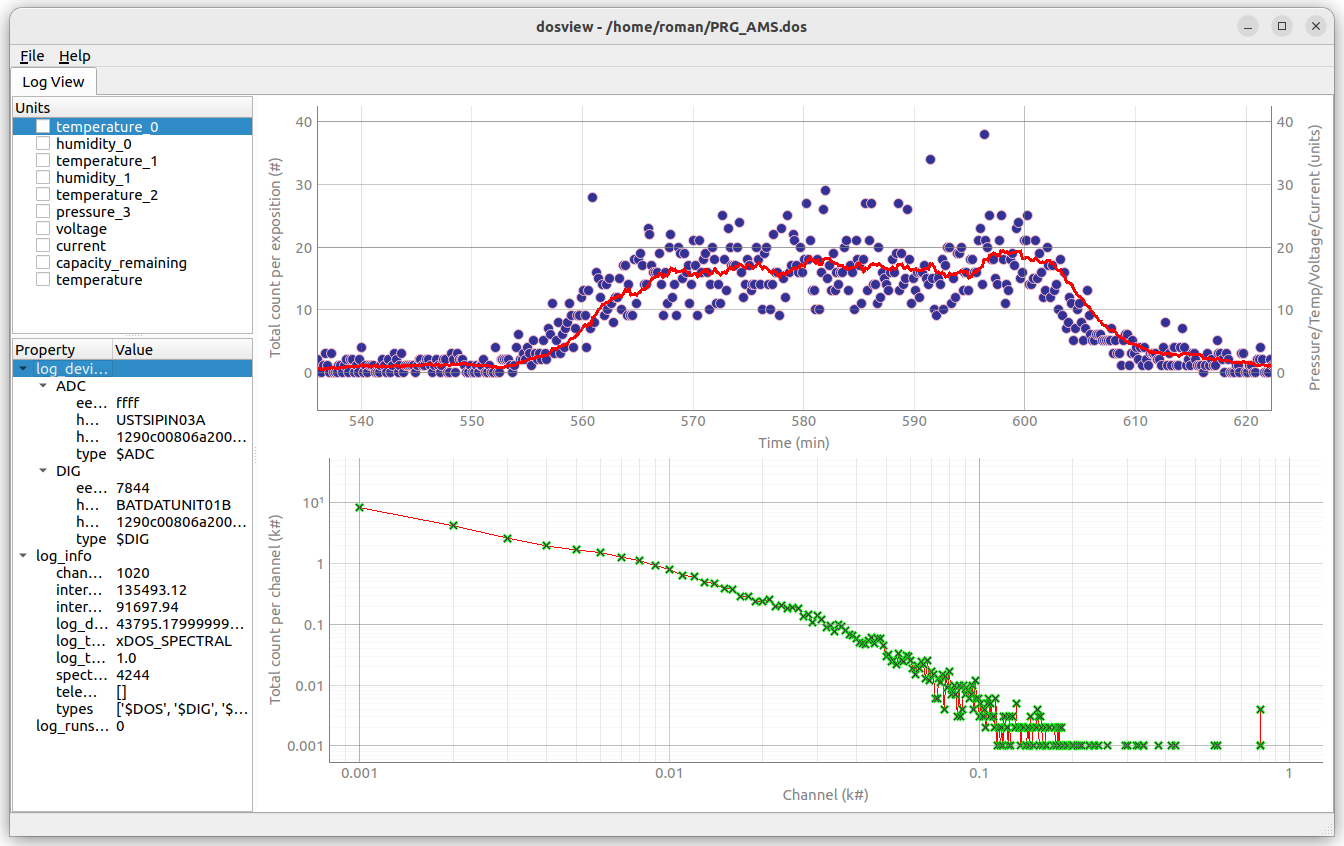 dosview - /home/roman/PRG_AMS.dos
File Help
Log View
Units
temperature_0
humidity_0
temperature_1
humidity_1
temperature_2
pressure_3
voltage
current
capacity_remaining
temperature
Property Value
log_devi...
ADC
ee... ffff
h... USTSIPIN03A
h... 1290c00806a200...
type $ADC
DIG
ee... 7844
h... BATDATUNIT01B
h... 1290c00806a200...
type $DIG
log_info
chan... 1020
inter... 135493.12
inter... 91697.94
log_d... 43795.17999999...
log_t... xDOS_SPECTRAL
log_t... 1.0
spect... 4244
tele... []
types ['$DOS', '$DIG', '$...
log_runs... 0
Total count per exposition (#)
40
30
20
10
0
40
30
20
10
0
Pressure/Temp/Voltage/Current (units)
540 550 560 570 580 590 600 610 620
Time (min)
Total count per channel (k#)
10¹
1
0.1
0.01
0.001
0.001 0.01 0.1 1
Channel (k#)